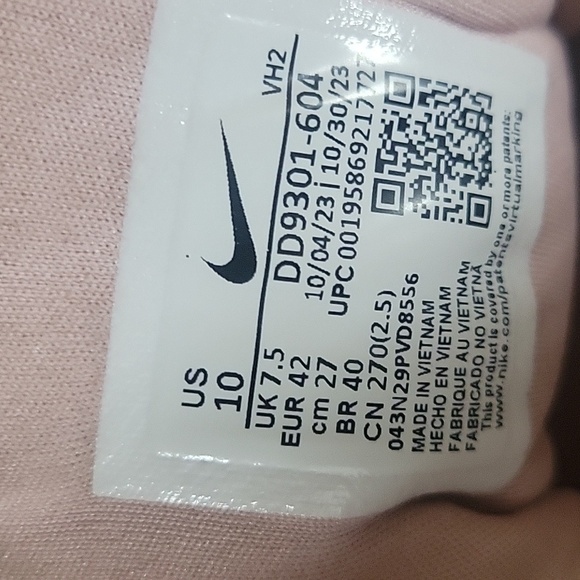 VH2
US
10
DD9301-604
10/04/23 | 10/30/23
UPC 00195869217727
UK 7.5
EUR 42
cm 27
BR 40
CN 270(2.5)
043N29PVD8556
MADE IN VIETNAM
HECHO EN VIETNAM
FABRIQUE AU VIETNAM
FABRICADO NO VIETNÃ
This product is covered by one or more patents:
www.nike.com/patentsvirtualmarking